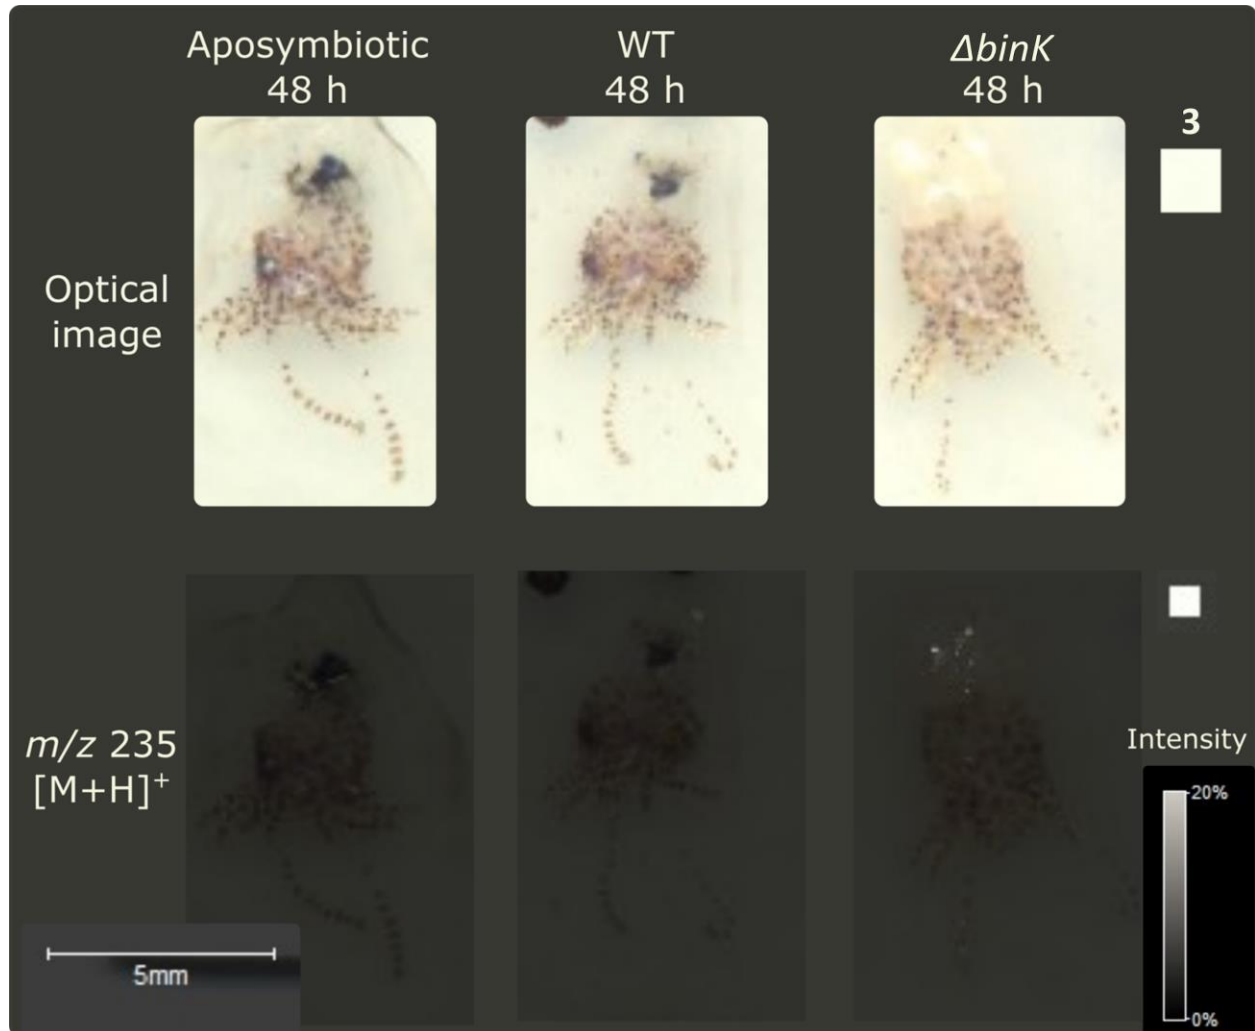 Aposymbiotic
48 h
WT
48 h
ΔbinK
48 h
3
Optical
image
m/z 235
[M+H]+
Intensity
20%
0%
5mm